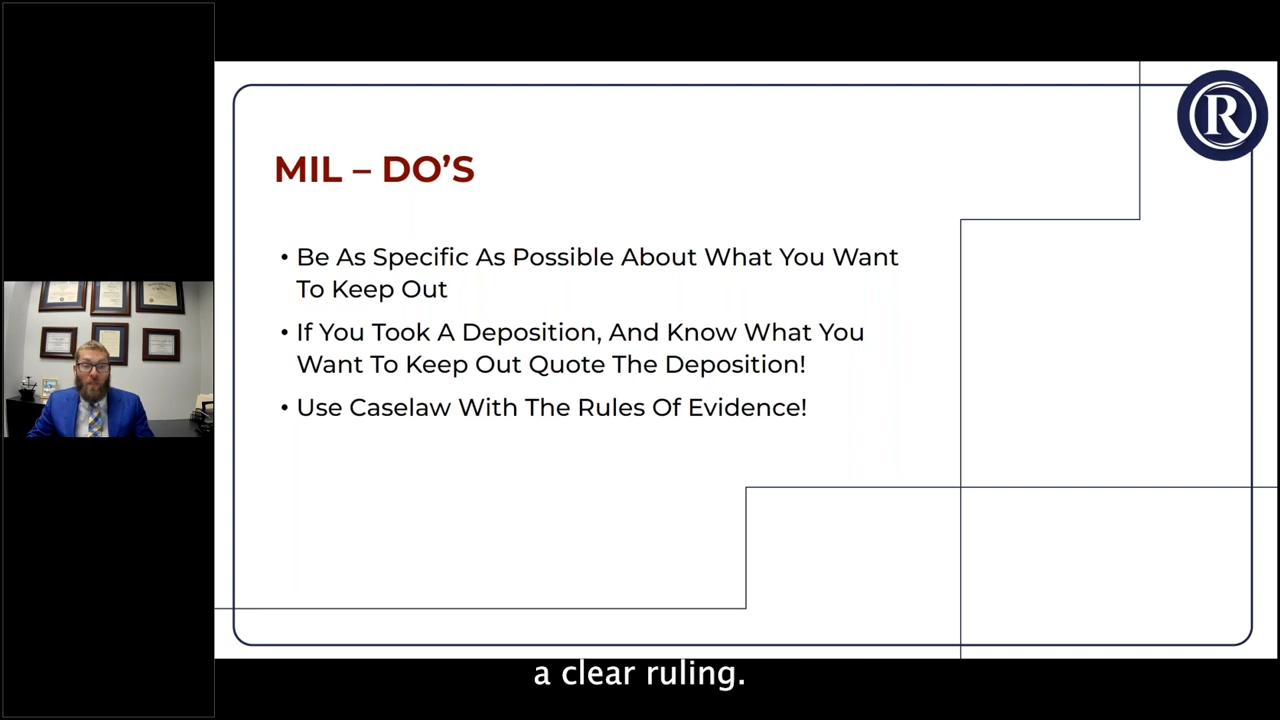 R
MIL – DO’S
• Be As Specific As Possible About What You Want
To Keep Out
• If You Took A Deposition, And Know What You
Want To Keep Out Quote The Deposition!
• Use Caselaw With The Rules Of Evidence!
a clear ruling.